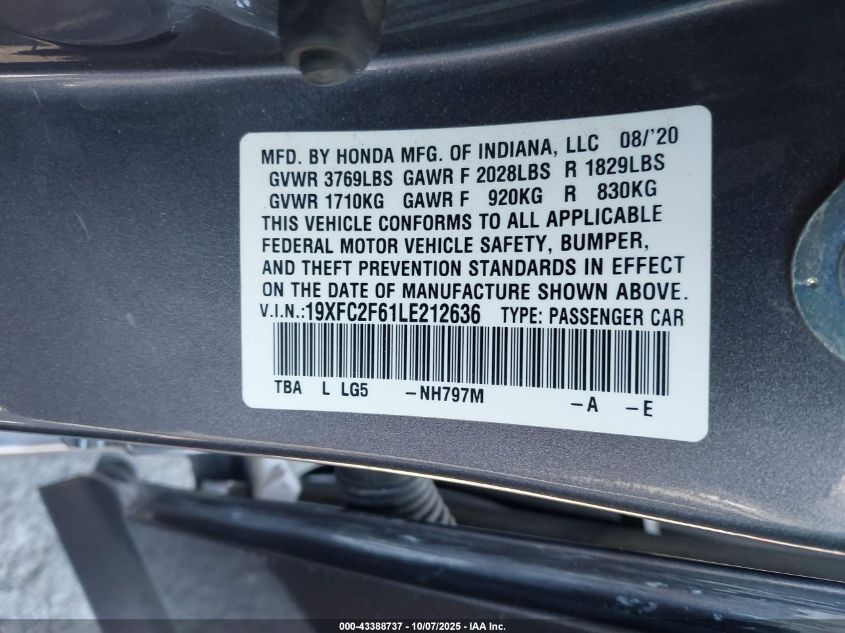 MFD. BY HONDA MFG. OF INDIANA, LLC 08/'20
GVWR 3769LBS GAWR F 2028LBS R 1829LBS
GVWR 1710KG GAWR F 920KG R 830KG
THIS VEHICLE CONFORMS TO ALL APPLICABLE
FEDERAL MOTOR VEHICLE SAFETY, BUMPER,
AND THEFT PREVENTION STANDARDS IN EFFECT
ON THE DATE OF MANUFACTURE SHOWN ABOVE.
V.I.N.:19XFC2F61LE212636 TYPE: PASSENGER CAR
TBA L LG5 -NH797M -A -E
000-43388737 - 10/07/2025 - IAA Inc.